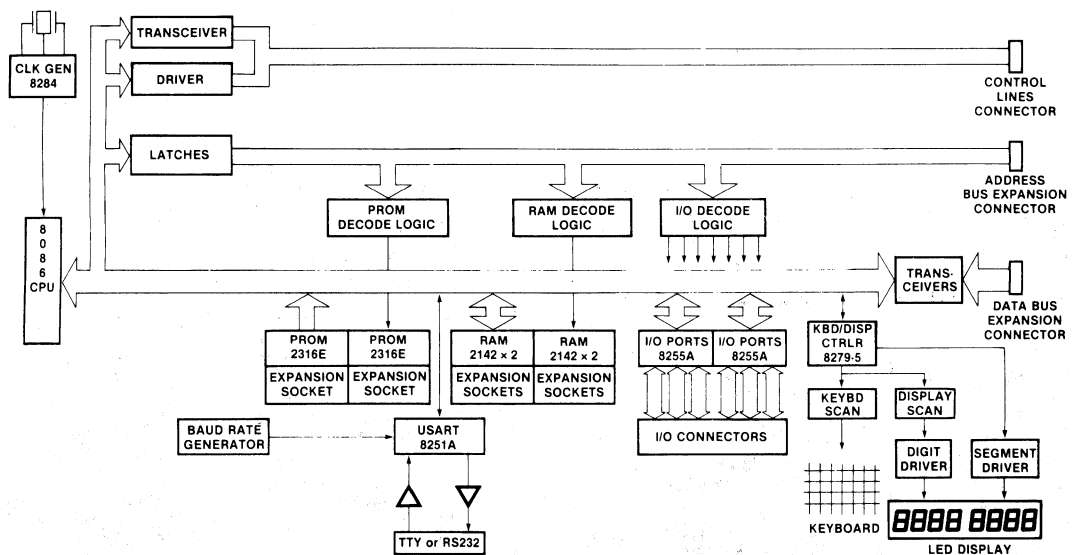 CLK GEN
8284
TRANSCEIVER
DRIVER
CONTROL
LINES
CONNECTOR
LATCHES
ADDRESS
BUS EXPANSION
CONNECTOR
PROM
DECODE LOGIC
RAM DECODE
LOGIC
I/O DECODE
LOGIC
8086 CPU
TRANS-
CEIVERS
DATA BUS
EXPANSION
CONNECTOR
PROM
2316E
PROM
2316E
EXPANSION
SOCKET
EXPANSION
SOCKET
RAM
2142 × 2
RAM
2142 × 2
EXPANSION
SOCKETS
EXPANSION
SOCKETS
I/O PORTS
8255A
I/O PORTS
8255A
I/O CONNECTORS
KBD/DISP
CTRLR
8279-5
KEYBD
SCAN
DISPLAY
SCAN
BAUD RATE
GENERATOR
USART
8251A
DIGIT
DRIVER
SEGMENT
DRIVER
TTY or RS232
KEYBOARD
8888 8888
LED DISPLAY